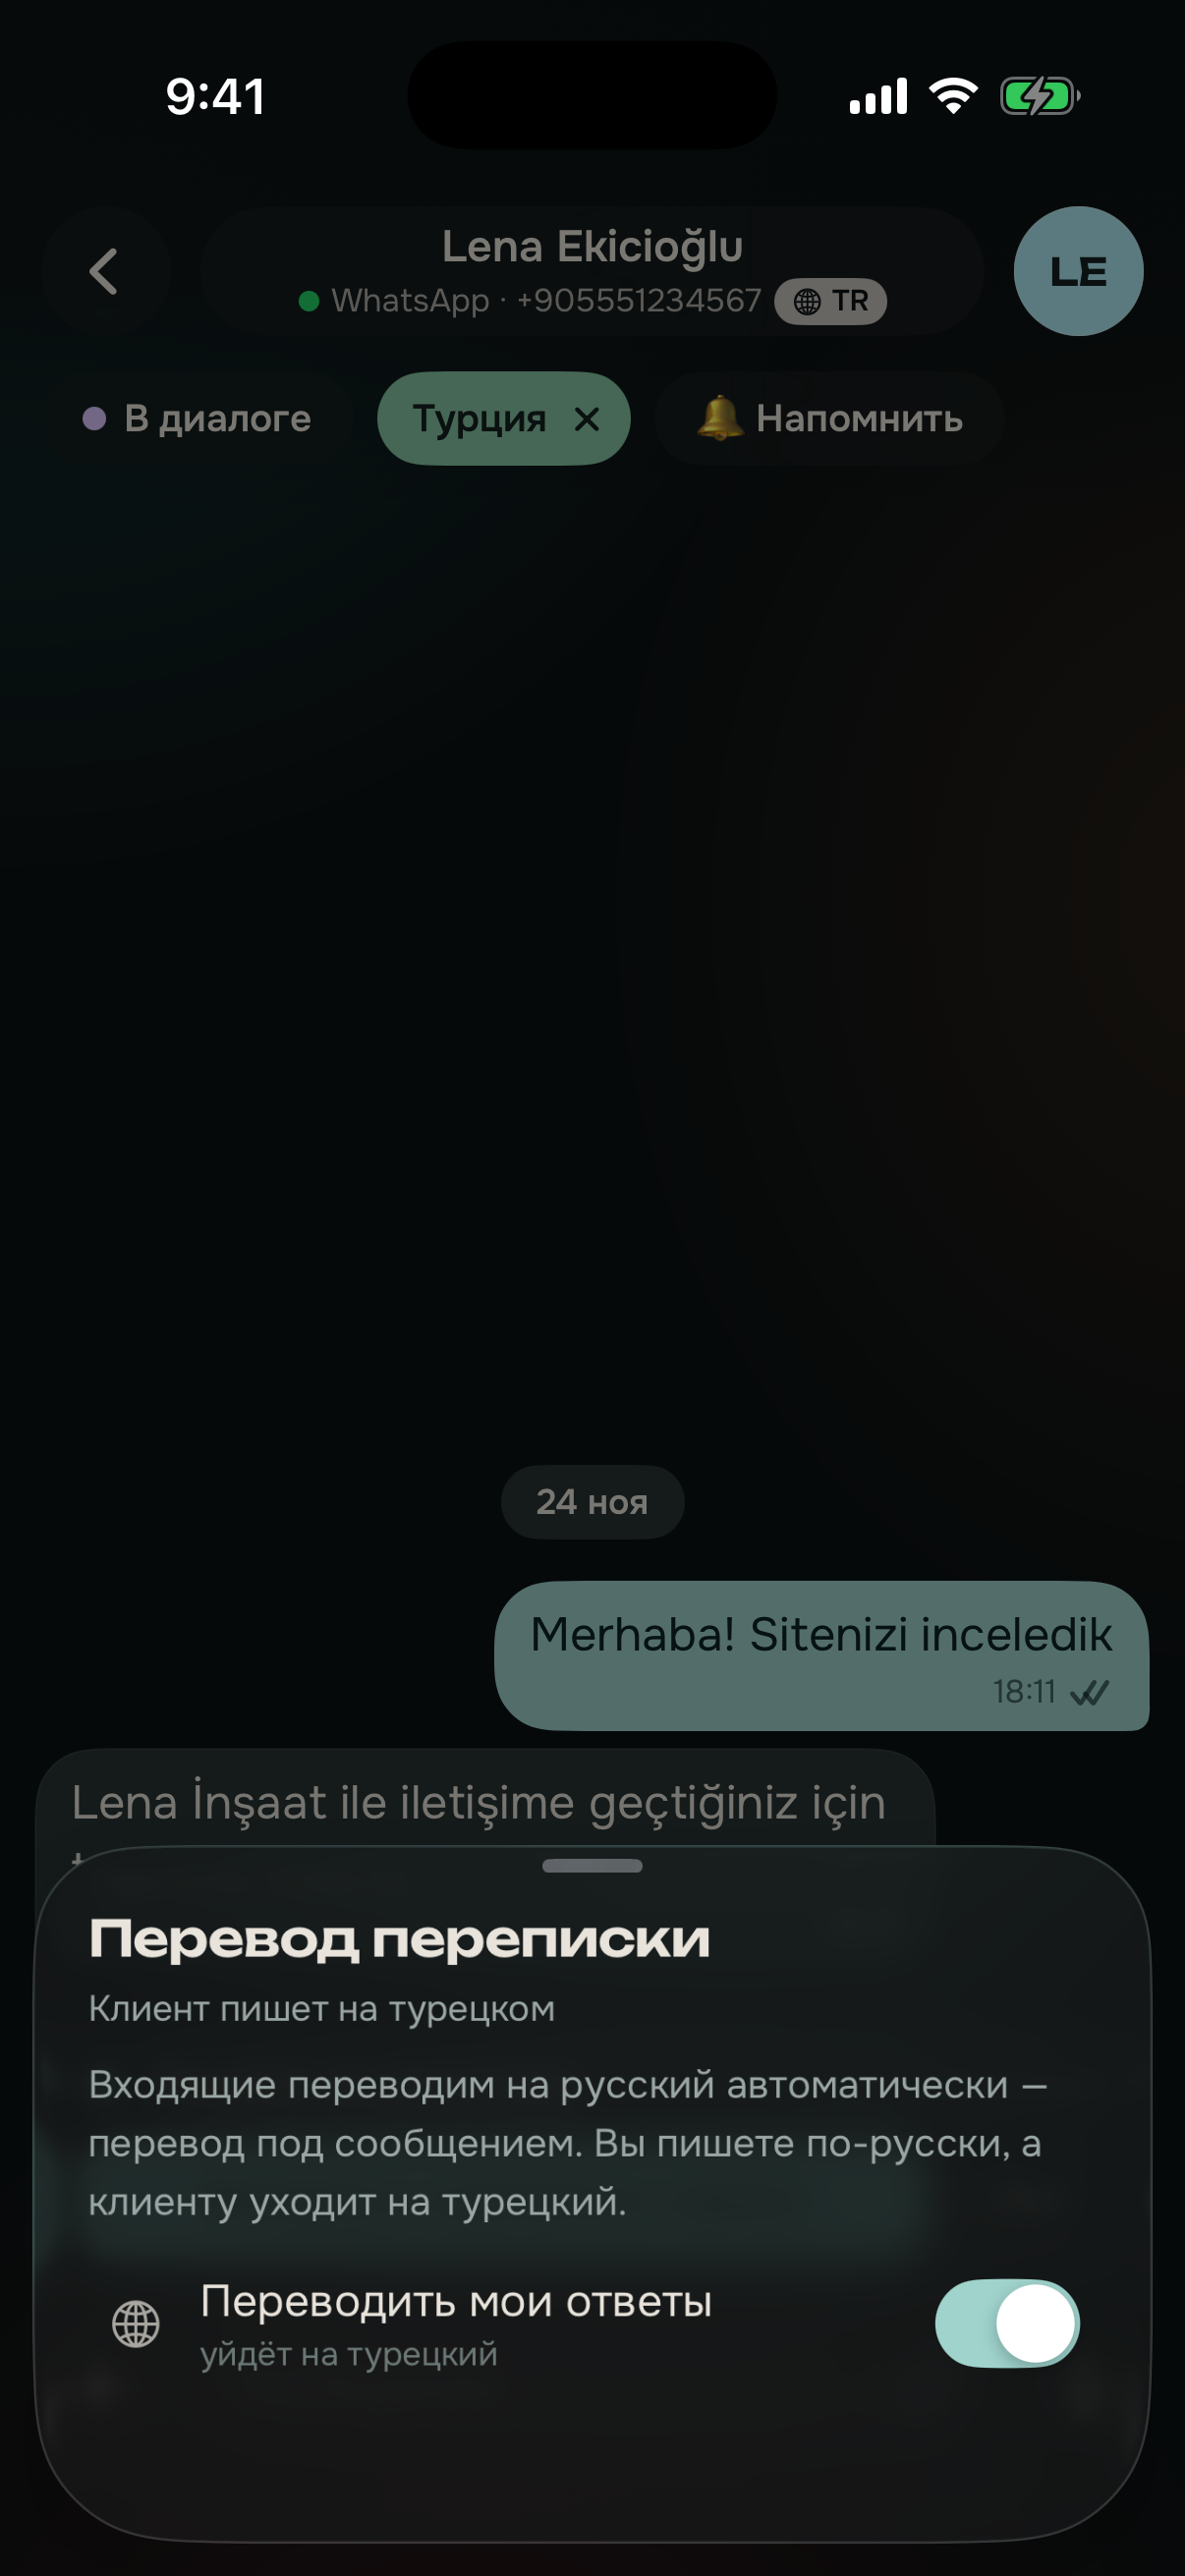 9:41
Lena Ekicioğlu
WhatsApp · +905551234567 TR
LE
В диалоге
Турция
Напомнить
24 ноя
Merhaba! Sitenizi inceledik
18:11
Lena İnşaat ile iletişime geçtiğiniz için
Перевод переписки
Клиент пишет на турецком
Входящие переводим на русский автоматически —
перевод под сообщением. Вы пишете по-русски, а
клиенту уходит на турецкий.
Переводить мои ответы
уйдёт на турецкий